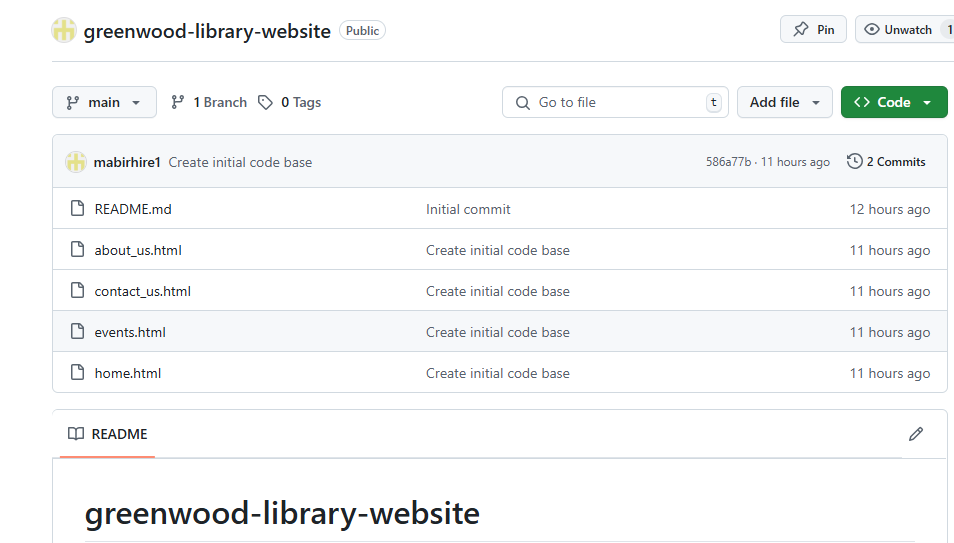 greenwood-library-website Public Pin Unwatch 1
main 1 Branch 0 Tags Go to file t Add file Code
mabirhire1 Create initial code base 586a77b · 11 hours ago 2 Commits
README.md Initial commit 12 hours ago
about_us.html Create initial code base 11 hours ago
contact_us.html Create initial code base 11 hours ago
events.html Create initial code base 11 hours ago
home.html Create initial code base 11 hours ago
README
greenwood-library-website